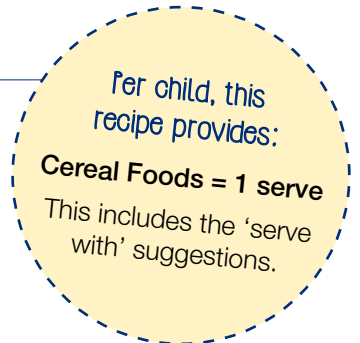 Per child, this
recipe provides:
Cereal Foods = 1 serve
This includes the ‘serve
with’ suggestions.